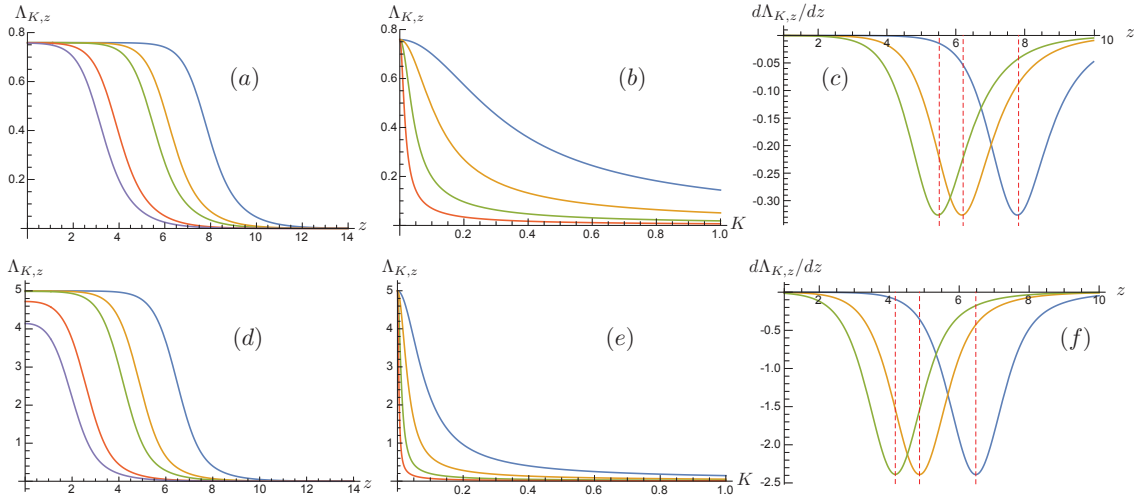 Λ_{K,z}
0.8
0.6
0.4
0.2
2 4 6 8 10 12 14 z
(a)
Λ_{K,z}
0.8
0.6
0.4
0.2
0.2 0.4 0.6 0.8 1.0
K
(b)
dΛ_{K,z}/dz
z
2 4 6 8 10
-0.05
-0.10
-0.15
-0.20
-0.25
-0.30
(c)
Λ_{K,z}
5
4
3
2
1
2 4 6 8 10 12 14 z
(d)
Λ_{K,z}
5
4
3
2
1
0.2 0.4 0.6 0.8 1.0
K
(e)
dΛ_{K,z}/dz
z
2 4 6 8 10
-0.5
-1.0
-1.5
-2.0
-2.5
(f)